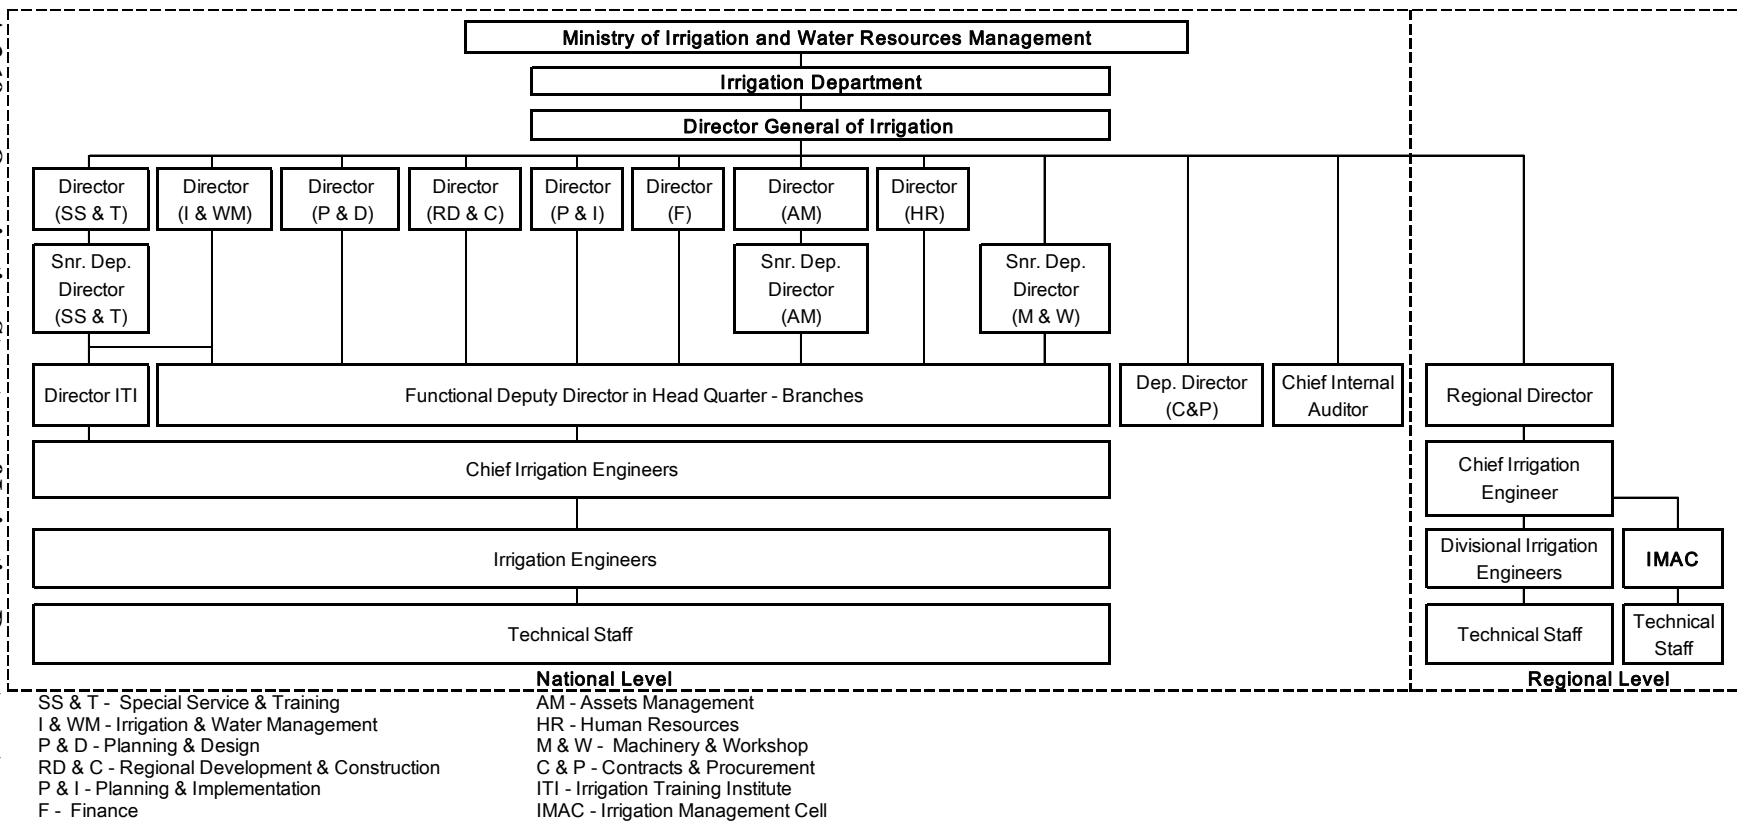 Ministry of Irrigation and Water Resources Management
Irrigation Department
Director General of Irrigation
Director
(SS & T)
Director
(I & WM)
Director
(P & D)
Director
(RD & C)
Director
(P & I)
Director
(F)
Director
(AM)
Director
(HR)
Snr. Dep.
Director
(SS & T)
Snr. Dep.
Director
(AM)
Snr. Dep.
Director
(M & W)
Director ITI
Functional Deputy Director in Head Quarter - Branches
Dep. Director
(C&P)
Chief Internal
Auditor
Regional Director
Chief Irrigation Engineers
Chief Irrigation
Engineer
Irrigation Engineers
Divisional Irrigation
Engineers
IMAC
Technical Staff
Technical Staff
Technical
Staff
National Level
Regional Level
SS & T - Special Service & Training
I & WM - Irrigation & Water Management
P & D - Planning & Design
RD & C - Regional Development & Construction
P & I - Planning & Implementation
F - Finance
AM - Assets Management
HR - Human Resources
M & W - Machinery & Workshop
C & P - Contracts & Procurement
ITI - Irrigation Training Institute
IMAC - Irrigation Management Cell